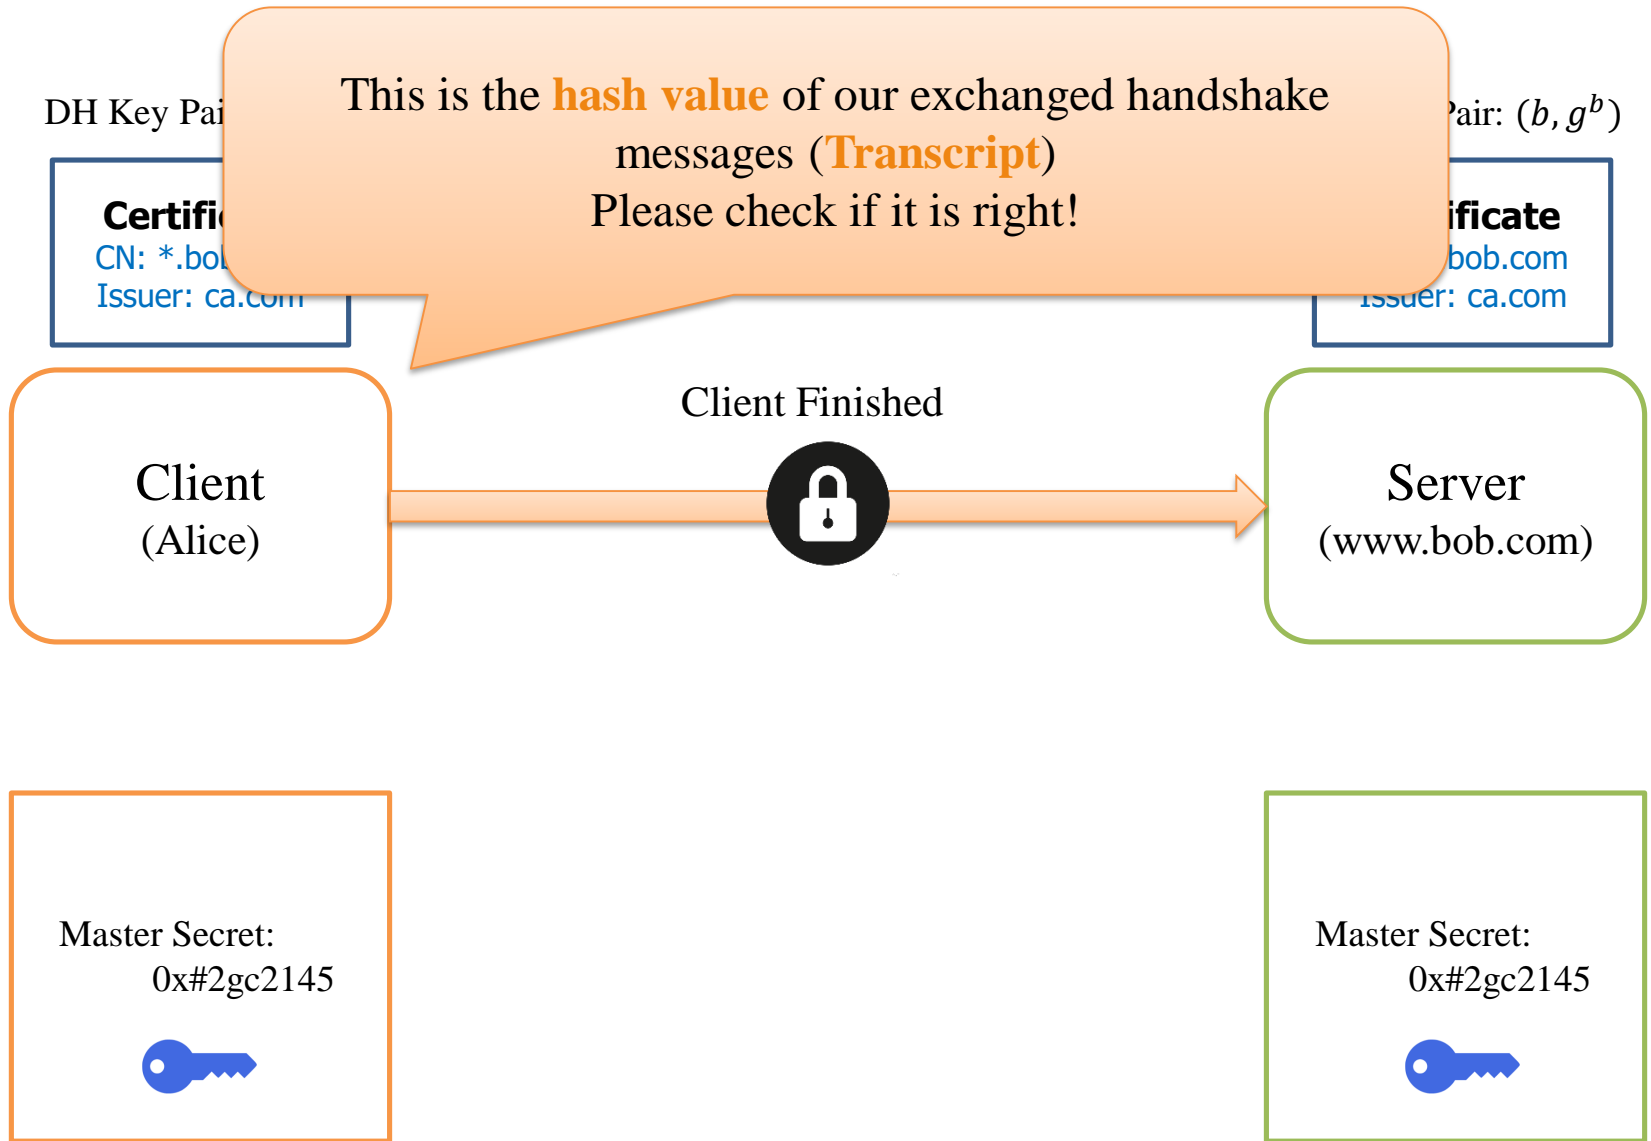 This is the hash value of our exchanged handshake
messages (Transcript)
Please check if it is right!
DH Key Pai
Pair: (b, g^b)
Certific
CN: *.bob
Issuer: ca.com
ificate
bob.com
Issuer: ca.com
Client Finished
Client
(Alice)
Server
(www.bob.com)
Master Secret:
0x#2gc2145
Master Secret:
0x#2gc2145